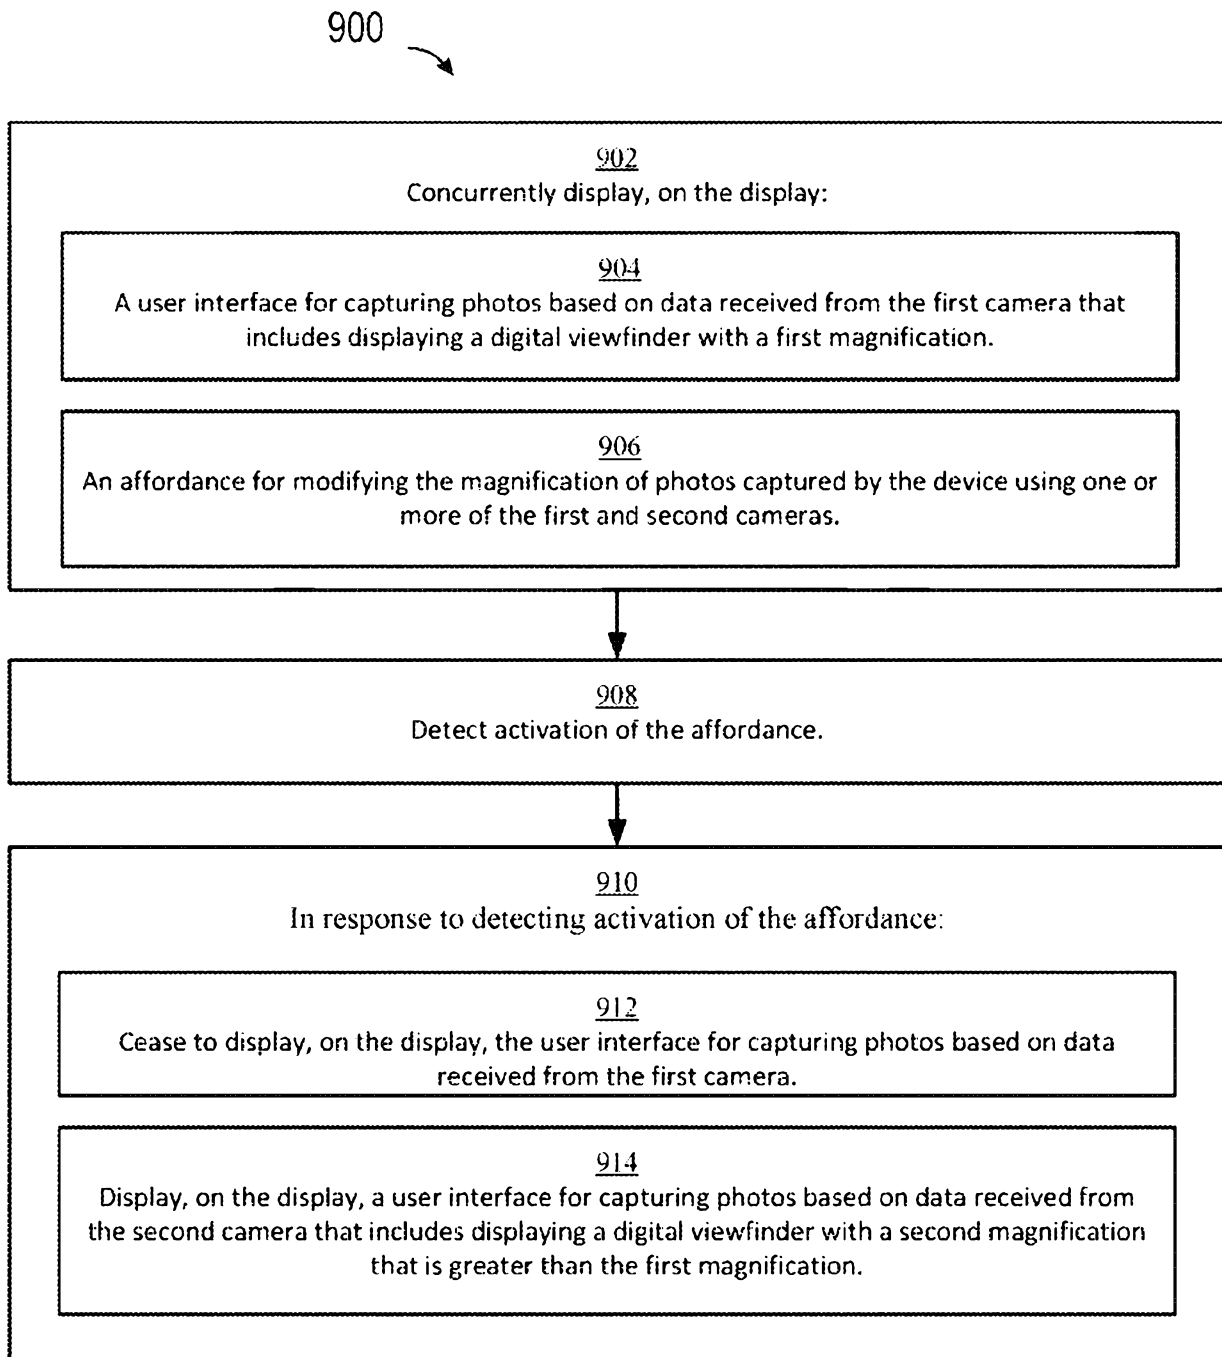 900
902
Concurrently display, on the display:
904
A user interface for capturing photos based on data received from the first camera that
includes displaying a digital viewfinder with a first magnification.
906
An affordance for modifying the magnification of photos captured by the device using one or
more of the first and second cameras.
908
Detect activation of the affordance.
910
In response to detecting activation of the affordance:
912
Cease to display, on the display, the user interface for capturing photos based on data
received from the first camera.
914
Display, on the display, a user interface for capturing photos based on data received from
the second camera that includes displaying a digital viewfinder with a second magnification
that is greater than the first magnification.